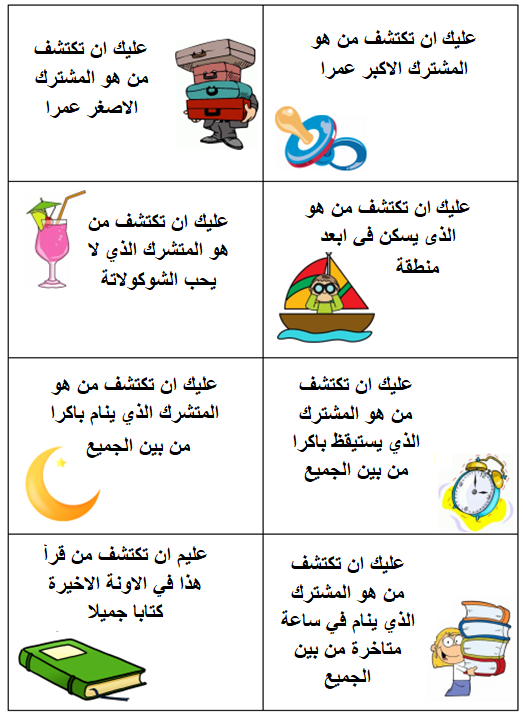 عليك ان تكتشف من هو
المشترك الاكبر عمرا
عليك ان تكتشف
من هو المشترك
الاصغر عمرا
عليك ان تكتشف من هو
الذى يسكن فى ابعد
منطقة
عليك ان تكتشف من
هو المتشرك الذي لا
يحب الشوكولاتة
عليك ان تكتشف
من هو المشترك
الذي يستيقظ باكرا
من بين الجميع
عليك ان تكتشف من هو
المتشرك الذي ينام باكرا
من بين الجميع
عليك ان تكتشف
من هو المشترك
الذي ينام في ساعة
متاخرة من بين
الجميع
عليم ان تكتشف من قرآ
هذا في الاونة الاخيرة
كتابا جميلا